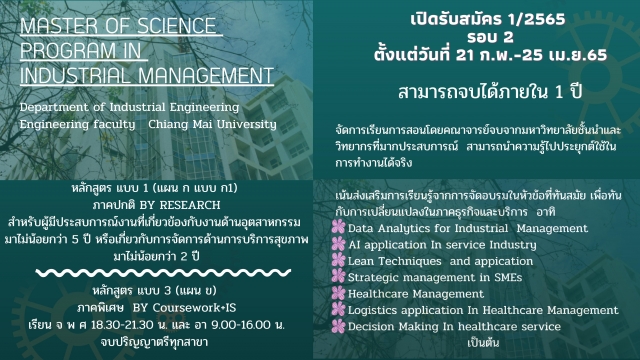 MASTER OF SCIENCE
PROGRAM IN
INDUSTRIAL MANAGEMENT
Department of Industrial Engineering
Engineering faculty Chiang Mai University
เปิดรับสมัคร 1/2565
รอบ 2
ตั้งแต่วันที่ 21 ก.พ.-25 เม.ย.65
สามารถจบได้ภายใน 1 ปี
จัดการเรียนการสอนโดยคณาจารย์จบจากมหาวิทยาลัยชั้นนำและ
วิทยากรที่มากประสบการณ์ สามารถนำความรู้ไปประยุกต์ใช้ใน
การทำงานได้จริง
หลักสูตร แบบ 1 (แผน ก แบบ ก1)
ภาคปกติ BY RESEARCH
สำหรับผู้มีประสบการณ์งานที่เกี่ยวข้องกับงานด้านอุตสาหกรรม
มาไม่น้อยกว่า 5 ปี หรือเกี่ยวกับการจัดการด้านการบริการสุขภาพ
มาไม่น้อยกว่า 2 ปี
หลักสูตร แบบ 3 (แผน ข)
ภาคพิเศษ BY Coursework+IS
เรียน จ พ ศ 18.30-21.30 น. และ อา 9.00-16.00 น.
จบปริญญาตรีทุกสาขา
เน้นส่งเสริมการเรียนรู้จากการจัดอบรมในหัวข้อที่ทันสมัย เพื่อทัน
กับการเปลี่ยนแปลงในภาคธุรกิจและบริการ อาทิ
Data Analytics for Industrial Management
AI application In service Industry
Lean Techniques and appication
Strategic management in SMEs
Healthcare Management
Logistics application In Healthcare Management
Decision Making In healthcare service
เป็นต้น